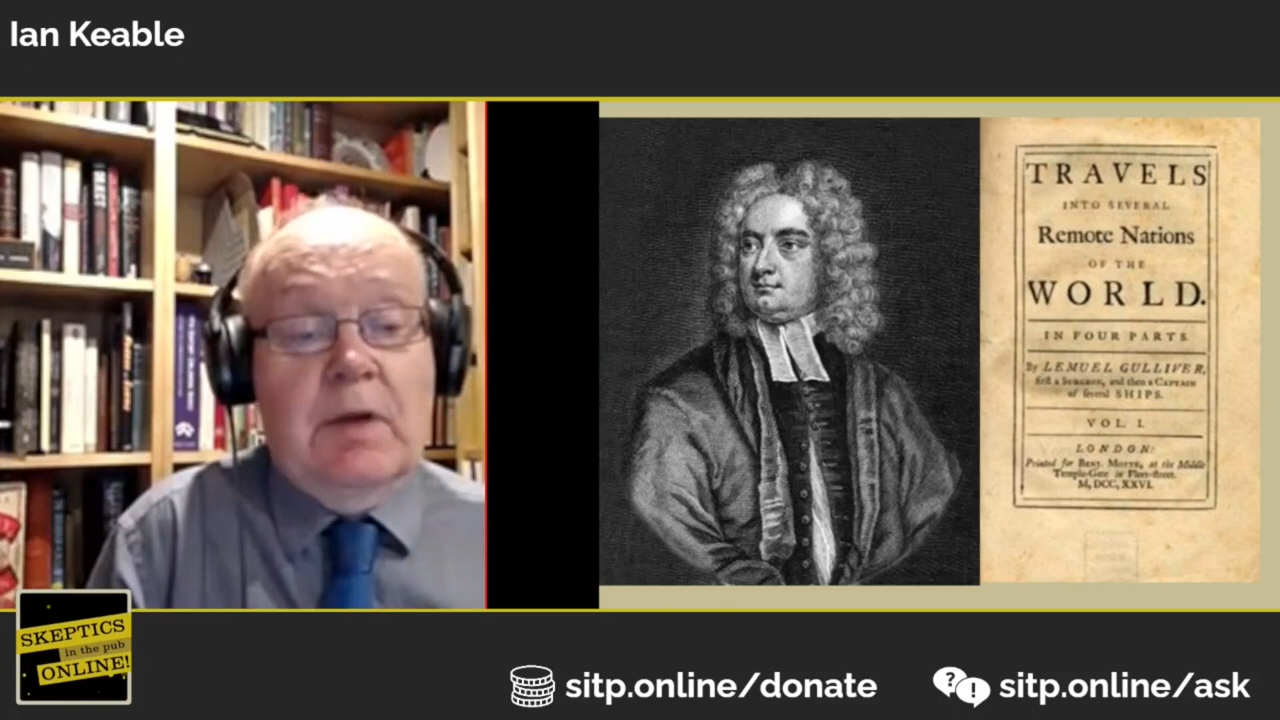 Ian Keable
SELECT
TRAVELS
INTO SEVERAL
Remote Nations
OF THE
WORLD.
IN FOUR PARTS.
By LEMUEL GULLIVER,
First a SURGEON, and then a CAPTAIN
of several SHIPS.
VOL. I.
LONDON:
Printed for BENJ. MOTTE, at the Middle
Temple-Gate in Fleet-street.
M, DCC, XXVI.
SKEPTICS
in the pub
ONLINE!
sitp.online/donate
sitp.online/ask